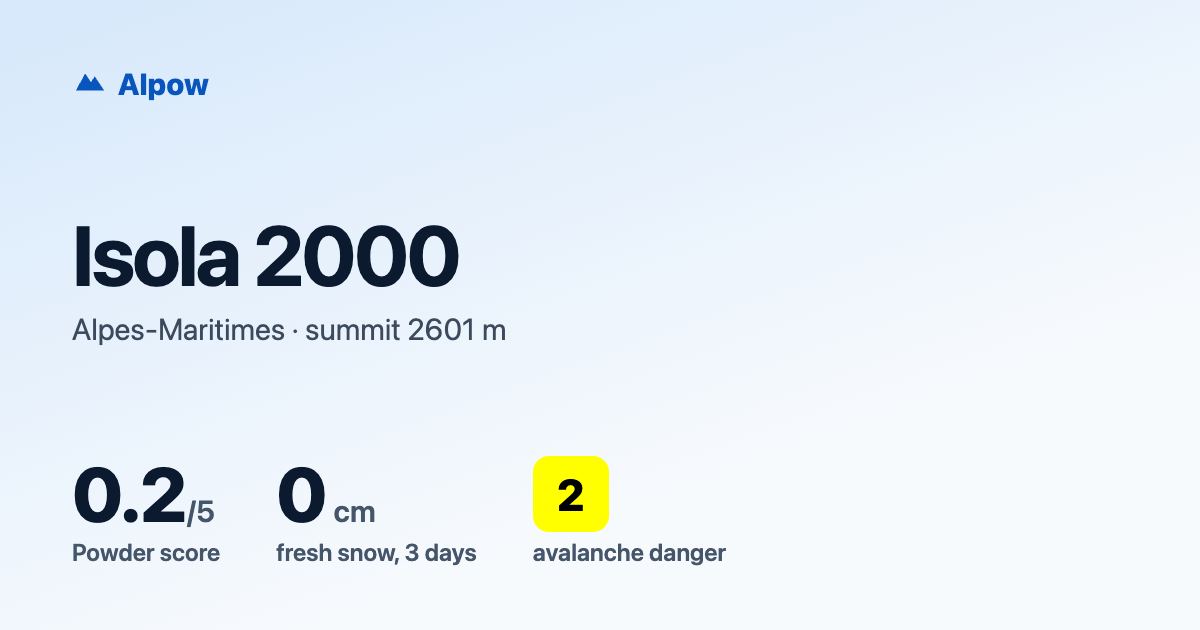 Alpow
Isola 2000
Alpes-Maritimes · summit 2601 m
0.2/5
Powder score
0 cm
fresh snow, 3 days
2
avalanche danger